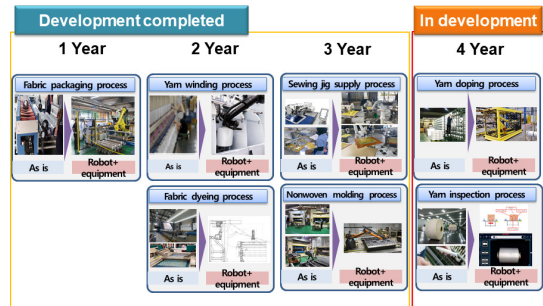 Development completed
In development
1 Year
2 Year
3 Year
4 Year
Fabric packaging process
Yarn winding process
Sewing jig supply process
Yarn doping process
As is
Robot+
equipment
As is
Robot+
equipment
As is
Robot+
equipment
As is
Robot+
equipment
Fabric dyeing process
Nonwoven molding process
Yarn inspection process
As is
Robot+
equipment
As is
Robot+
equipment
As is
Robot+
equipment